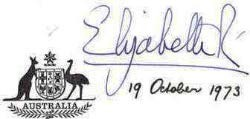 Elizabeth R
19 October 1973
AUSTRALIA